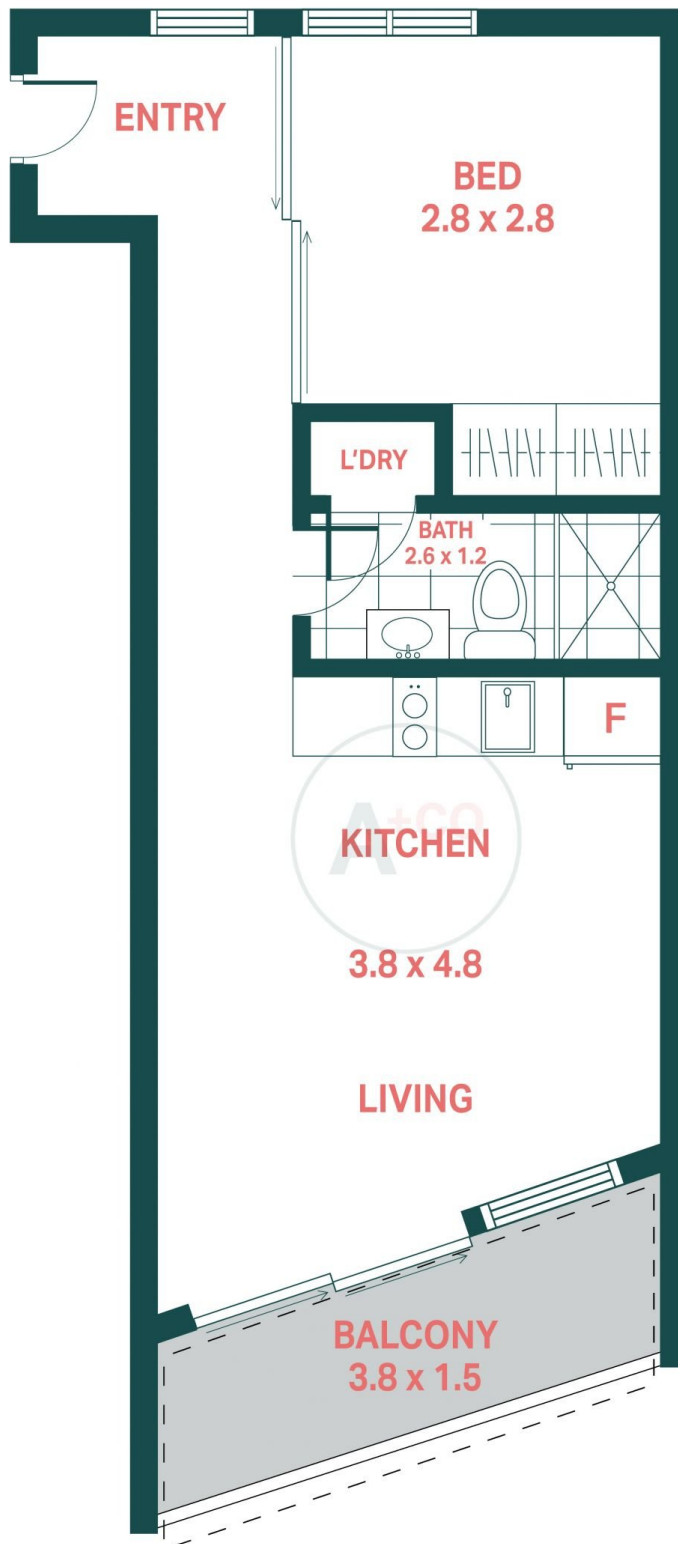 ENTRY
BED
2.8 x 2.8
L'DRY
BATH
2.6 x 1.2
F
A+CO
KITCHEN
3.8 x 4.8
LIVING
BALCONY
3.8 x 1.5